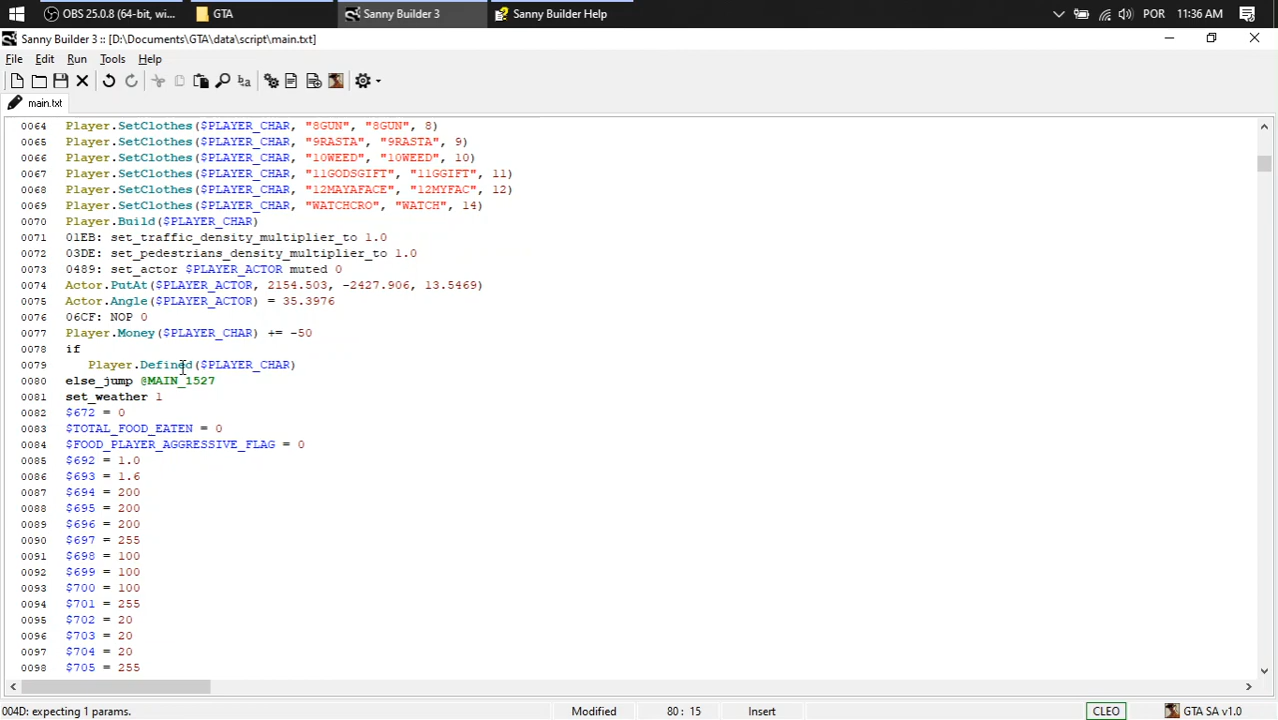 OBS 25.0.8 (64-bit, wi...
GTA
Sanny Builder 3
Sanny Builder Help
POR
11:36 AM
Sanny Builder 3 :: [D:\Documents\GTA\data\script\main.txt]
File Edit Run Tools Help
main.txt
0064 Player.SetClothes($PLAYER_CHAR, "8GUN", "8GUN", 8)
0065 Player.SetClothes($PLAYER_CHAR, "9RASTA", "9RASTA", 9)
0066 Player.SetClothes($PLAYER_CHAR, "10WEED", "10WEED", 10)
0067 Player.SetClothes($PLAYER_CHAR, "11GODSGIFT", "11GGIFT", 11)
0068 Player.SetClothes($PLAYER_CHAR, "12MAYAFACE", "12MYFAC", 12)
0069 Player.SetClothes($PLAYER_CHAR, "WATCHCRO", "WATCH", 14)
0070 Player.Build($PLAYER_CHAR)
0071 01EB: set_traffic_density_multiplier_to 1.0
0072 03DE: set_pedestrians_density_multiplier_to 1.0
0073 0489: set_actor $PLAYER_ACTOR muted 0
0074 Actor.PutAt($PLAYER_ACTOR, 2154.503, -2427.906, 13.5469)
0075 Actor.Angle($PLAYER_ACTOR) = 35.3976
0076 06CF: NOP 0
0077 Player.Money($PLAYER_CHAR) += -50
0078 if
0079 Player.Defined($PLAYER_CHAR)
0080 else_jump @MAIN_1527
0081 set_weather 1
0082 $672 = 0
0083 $TOTAL_FOOD_EATEN = 0
0084 $FOOD_PLAYER_AGGRESSIVE_FLAG = 0
0085 $692 = 1.0
0086 $693 = 1.6
0087 $694 = 200
0088 $695 = 200
0089 $696 = 200
0090 $697 = 255
0091 $698 = 100
0092 $699 = 100
0093 $700 = 100
0094 $701 = 255
0095 $702 = 20
0096 $703 = 20
0097 $704 = 20
0098 $705 = 255
004D: expecting 1 params.
Modified
80: 15
Insert
CLEO
GTA SA v1.0